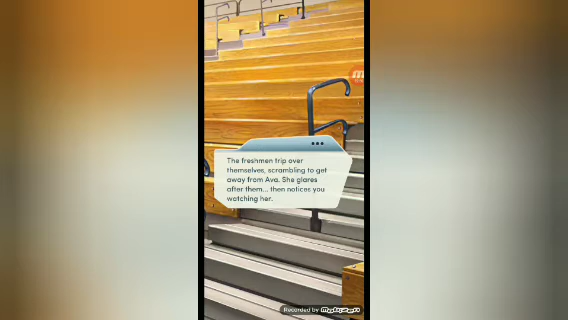 The freshmen trip over
themselves, scrambling to get
away from Ava. She glares
after them... then notices you
watching her.
Recorded by